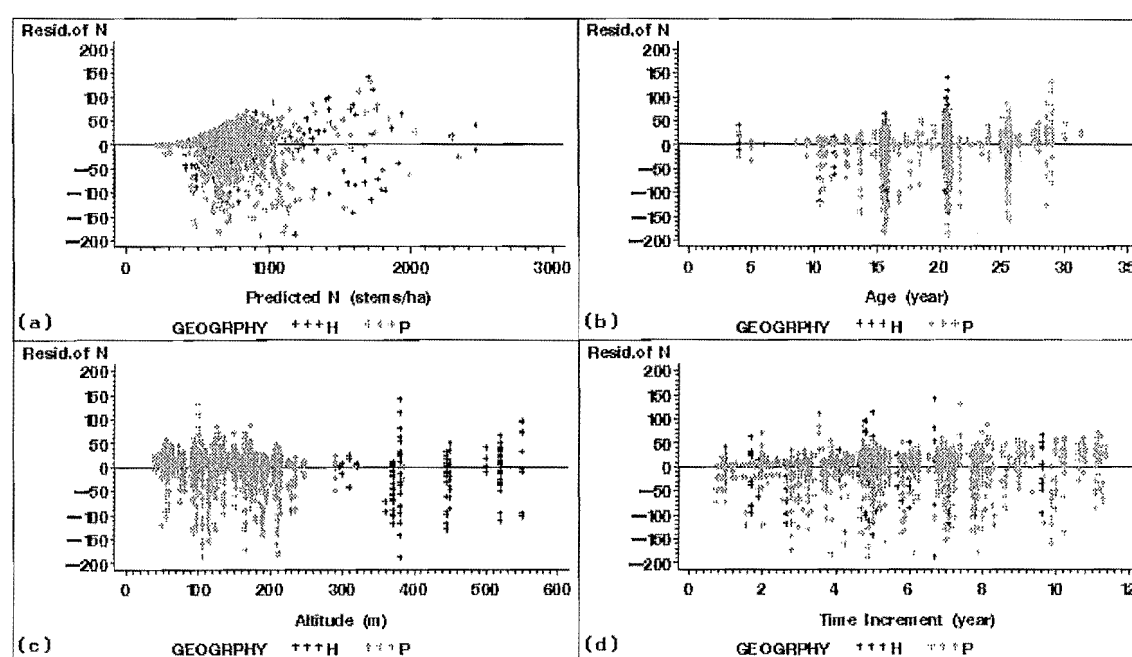 Resid.of N
200
150
100
50
0
−50
−100
−150
−200
0 1000 2000 3000
Predicted N (stems/ha)
(a) GEOGRPHY +++H +++P
Resid.of N
200
150
100
50
0
−50
−100
−150
−200
0 5 10 15 20 25 30 35
Age (year)
(b) GEOGRPHY +++H +++P
Resid.of N
200
150
100
50
0
−50
−100
−150
−200
0 100 200 300 400 500 600
Altitude (m)
(c) GEOGRPHY +++H +++P
Resid.of N
200
150
100
50
0
−50
−100
−150
−200
0 2 4 6 8 10 12
Time Increment (year)
(d) GEOGRPHY +++H +++P